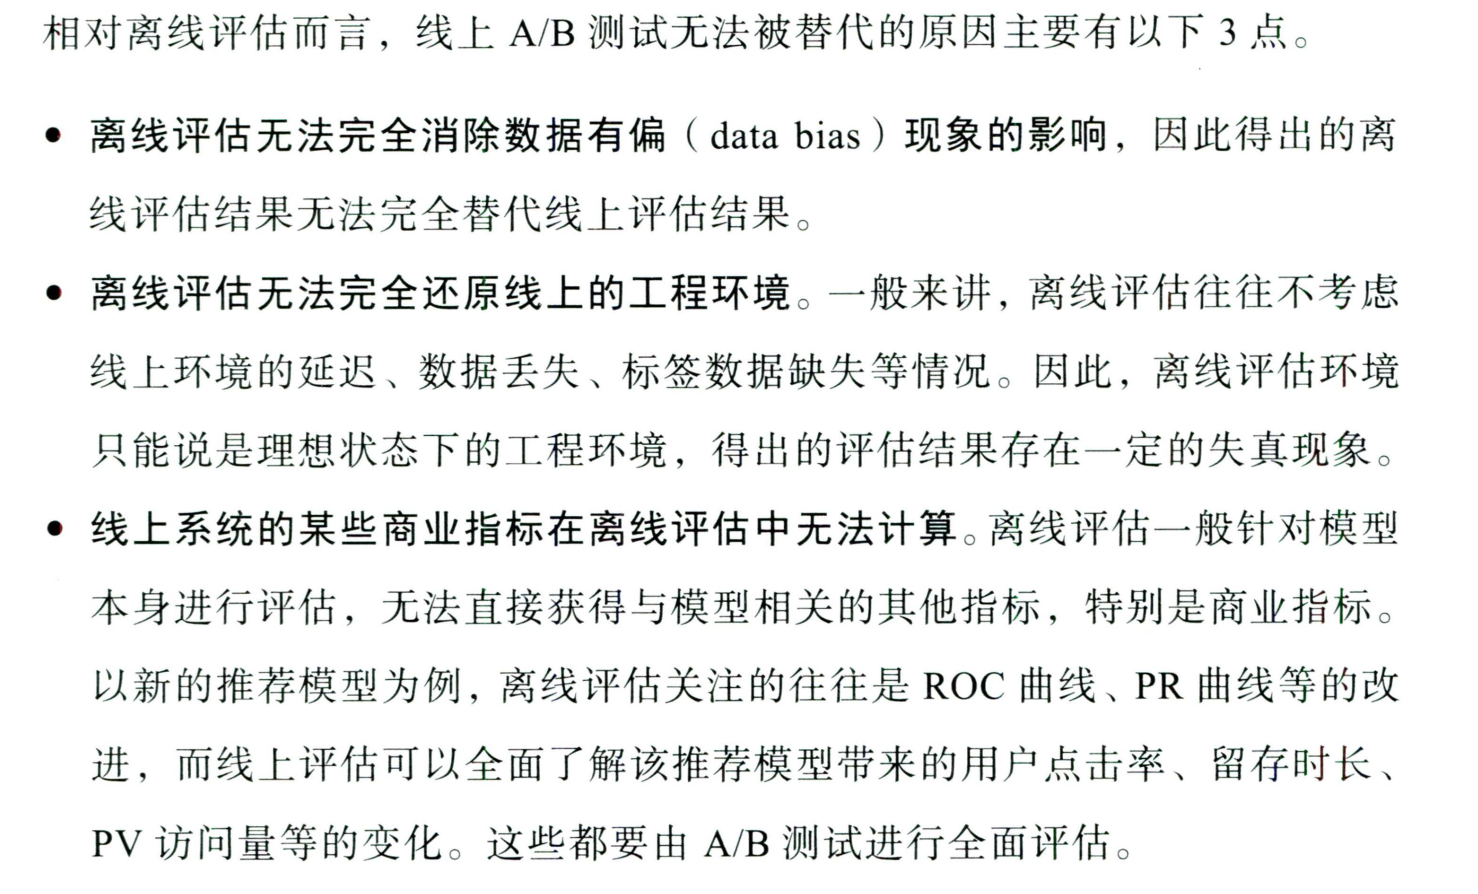 相对离线评估而言，线上 A/B 测试无法被替代的原因主要有以下 3 点。
● 离线评估无法完全消除数据有偏（data bias）现象的影响，因此得出的离
线评估结果无法完全替代线上评估结果。
● 离线评估无法完全还原线上的工程环境。一般来讲，离线评估往往不考虑
线上环境的延迟、数据丢失、标签数据缺失等情况。因此，离线评估环境
只能说是理想状态下的工程环境，得出的评估结果存在一定的失真现象。
● 线上系统的某些商业指标在离线评估中无法计算。离线评估一般针对模型
本身进行评估，无法直接获得与模型相关的其他指标，特别是商业指标。
以新的推荐模型为例，离线评估关注的往往是 ROC 曲线、PR 曲线等的改
进，而线上评估可以全面了解该推荐模型带来的用户点击率、留存时长、
PV 访问量等的变化。这些都要由 A/B 测试进行全面评估。